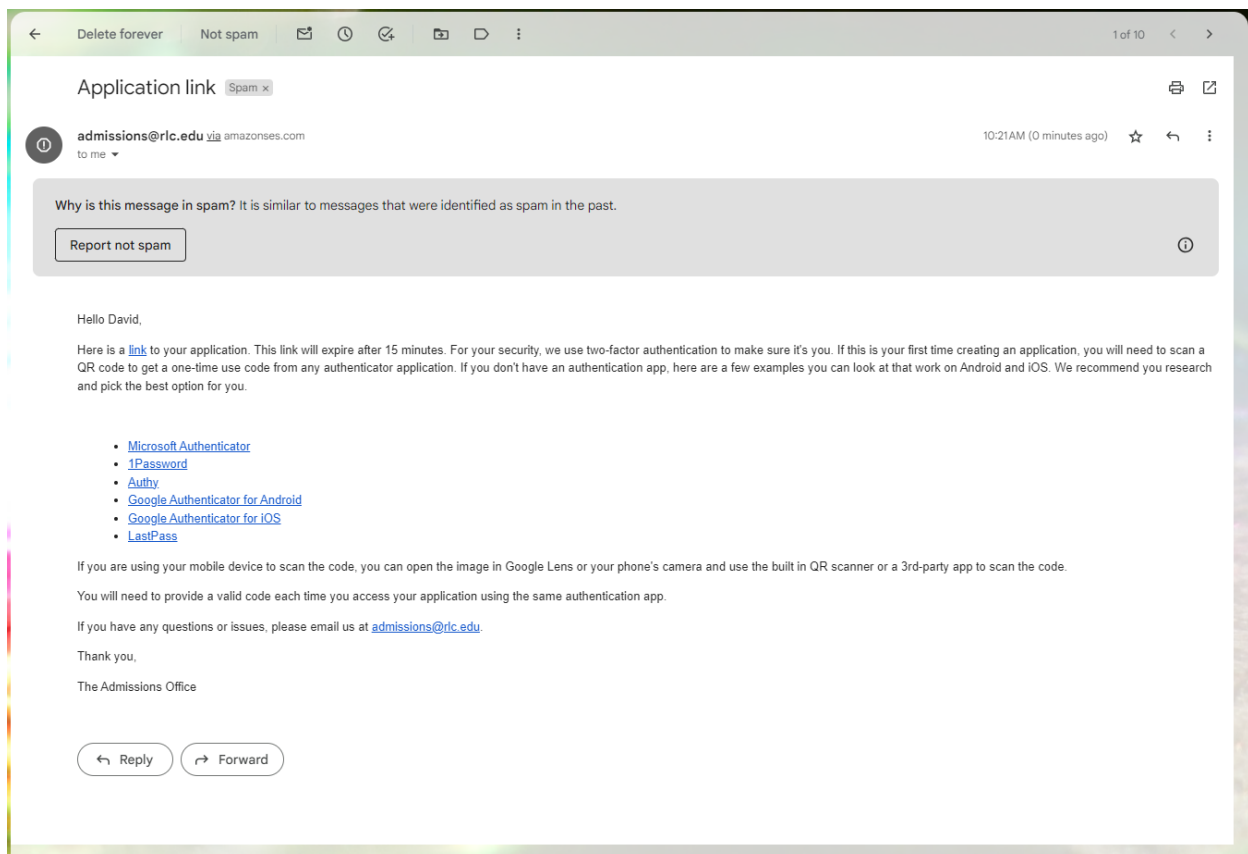 Delete forever
Not spam
1 of 10
Application link
Spam ×
admissions@rlc.edu via amazonses.com
10:21 AM (0 minutes ago)
to me
Why is this message in spam? It is similar to messages that were identified as spam in the past.
Report not spam
Hello David,
Here is a link to your application. This link will expire after 15 minutes. For your security, we use two-factor authentication to make sure it's you. If this is your first time creating an application, you will need to scan a
QR code to get a one-time use code from any authenticator application. If you don't have an authentication app, here are a few examples you can look at that work on Android and iOS. We recommend you research
and pick the best option for you.
• Microsoft Authenticator
• 1Password
• Authy
• Google Authenticator for Android
• Google Authenticator for iOS
• LastPass
If you are using your mobile device to scan the code, you can open the image in Google Lens or your phone's camera and use the built in QR scanner or a 3rd-party app to scan the code.
You will need to provide a valid code each time you access your application using the same authentication app.
If you have any questions or issues, please email us at admissions@rlc.edu.
Thank you,
The Admissions Office
Reply
Forward